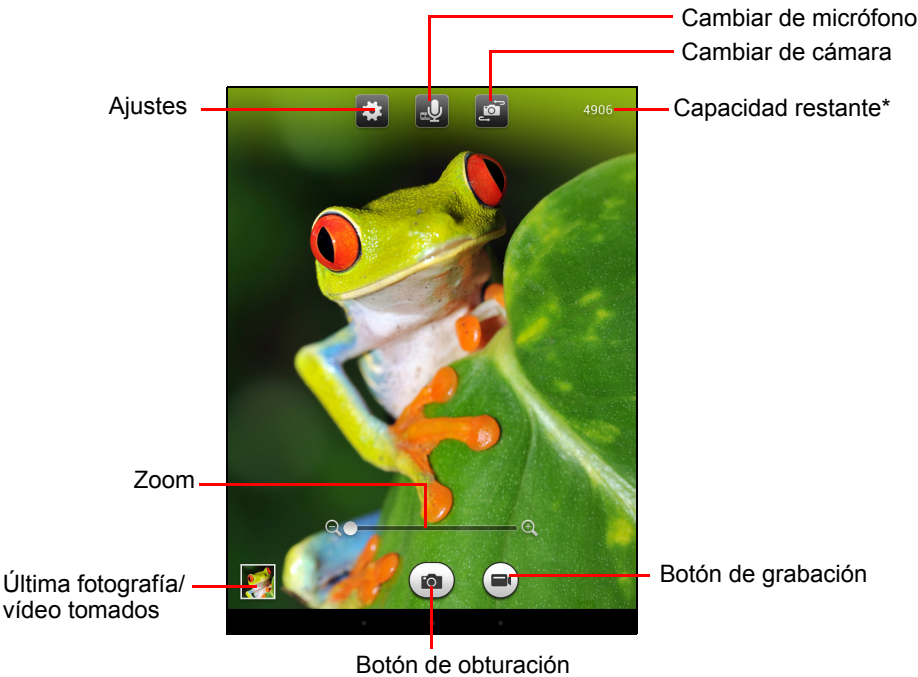 Cambiar de micrófono
Cambiar de cámara
Ajustes
4906
Capacidad restante*
Zoom
Última fotografía/
vídeo tomados
Botón de grabación
Botón de obturación